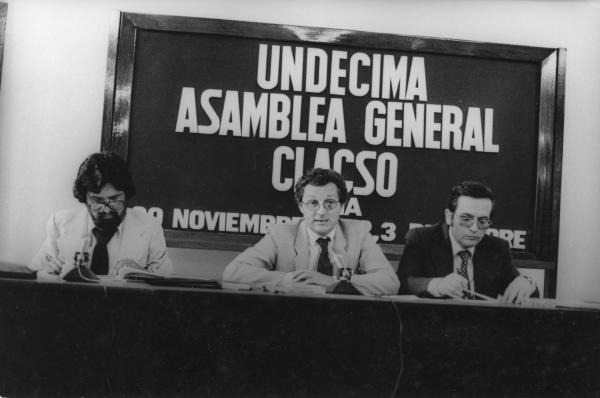 UNDECIMA
ASAMBLEA GENERAL
CLACSO
NOVIEMBRE 3